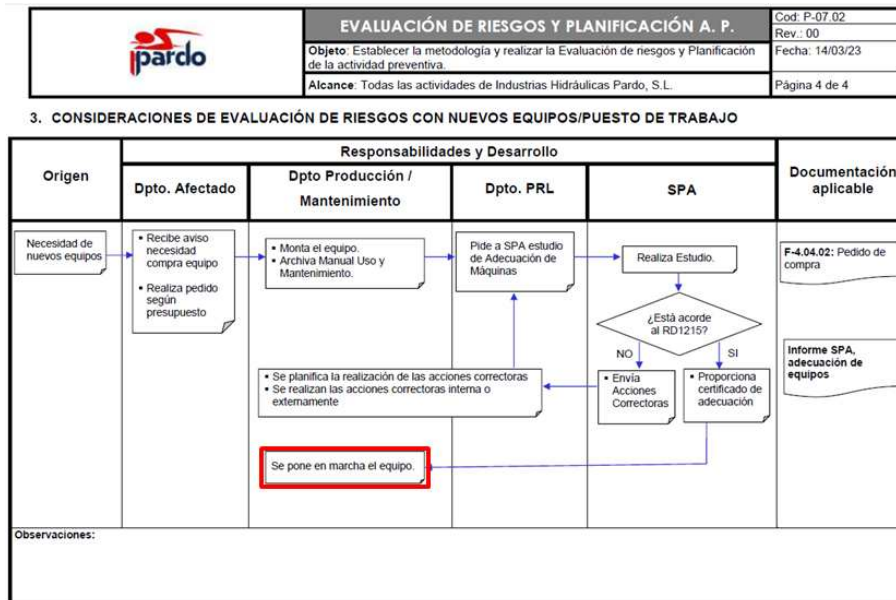 ipardo
EVALUACIÓN DE RIESGOS Y PLANIFICACIÓN A. P.
Cod: P-07.02
Rev.: 00
Objeto: Establecer la metodología y realizar la Evaluación de riesgos y Planificación
de la actividad preventiva.
Fecha: 14/03/23
Alcance: Todas las actividades de Industrias Hidráulicas Pardo, S.L.
Página 4 de 4
3. CONSIDERACIONES DE EVALUACIÓN DE RIESGOS CON NUEVOS EQUIPOS/PUESTO DE TRABAJO
Origen
Responsabilidades y Desarrollo
Documentación
aplicable
Dpto. Afectado
Dpto Producción /
Mantenimiento
Dpto. PRL
SPA
Necesidad de
nuevos equipos
▪ Recibe aviso
necesidad
compra equipo
▪ Realiza pedido
según
presupuesto
▪ Monta el equipo.
▪ Archiva Manual Uso y
Mantenimiento.
Pide a SPA estudio
de Adecuación de
Máquinas
Realiza Estudio.
F-4.04.02: Pedido de
compra
¿Está acorde
al RD1215?
NO
SI
Informe SPA,
adecuación de
equipos
▪ Se planifica la realización de las acciones correctoras
▪ Se realizan las acciones correctoras interna o
externamente
▪ Envía
Acciones
Correctoras
▪ Proporciona
certificado de
adecuación
Se pone en marcha el equipo.
Observaciones: